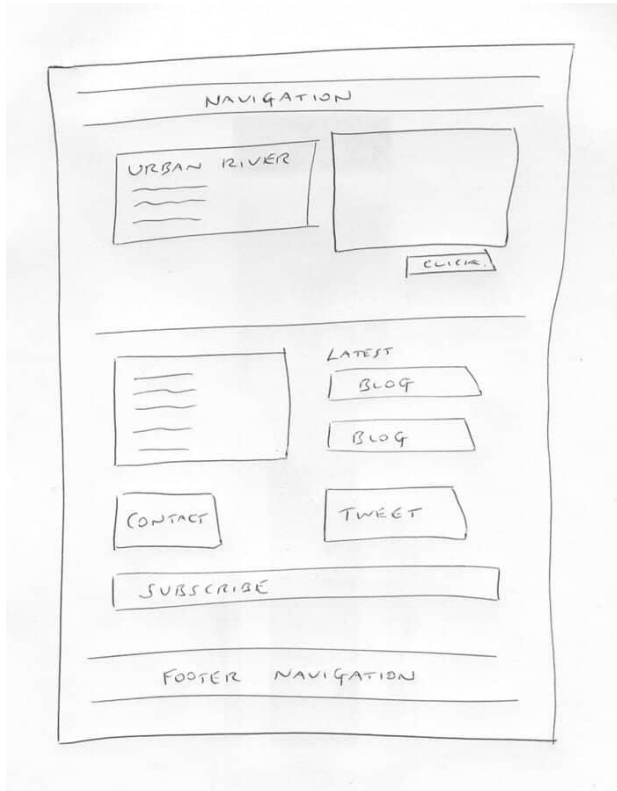 NAVIGATION
URBAN RIVER
CLICK.
LATEST
BLOG
BLOG
CONTACT
TWEET
SUBSCRIBE
FOOTER NAVIGATION